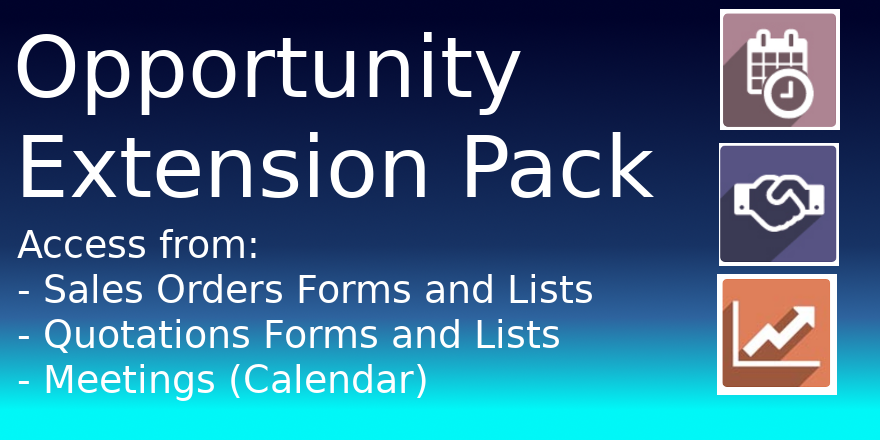 Opportunity
Extension Pack
Access from:
- Sales Orders Forms and Lists
- Quotations Forms and Lists
- Meetings (Calendar)